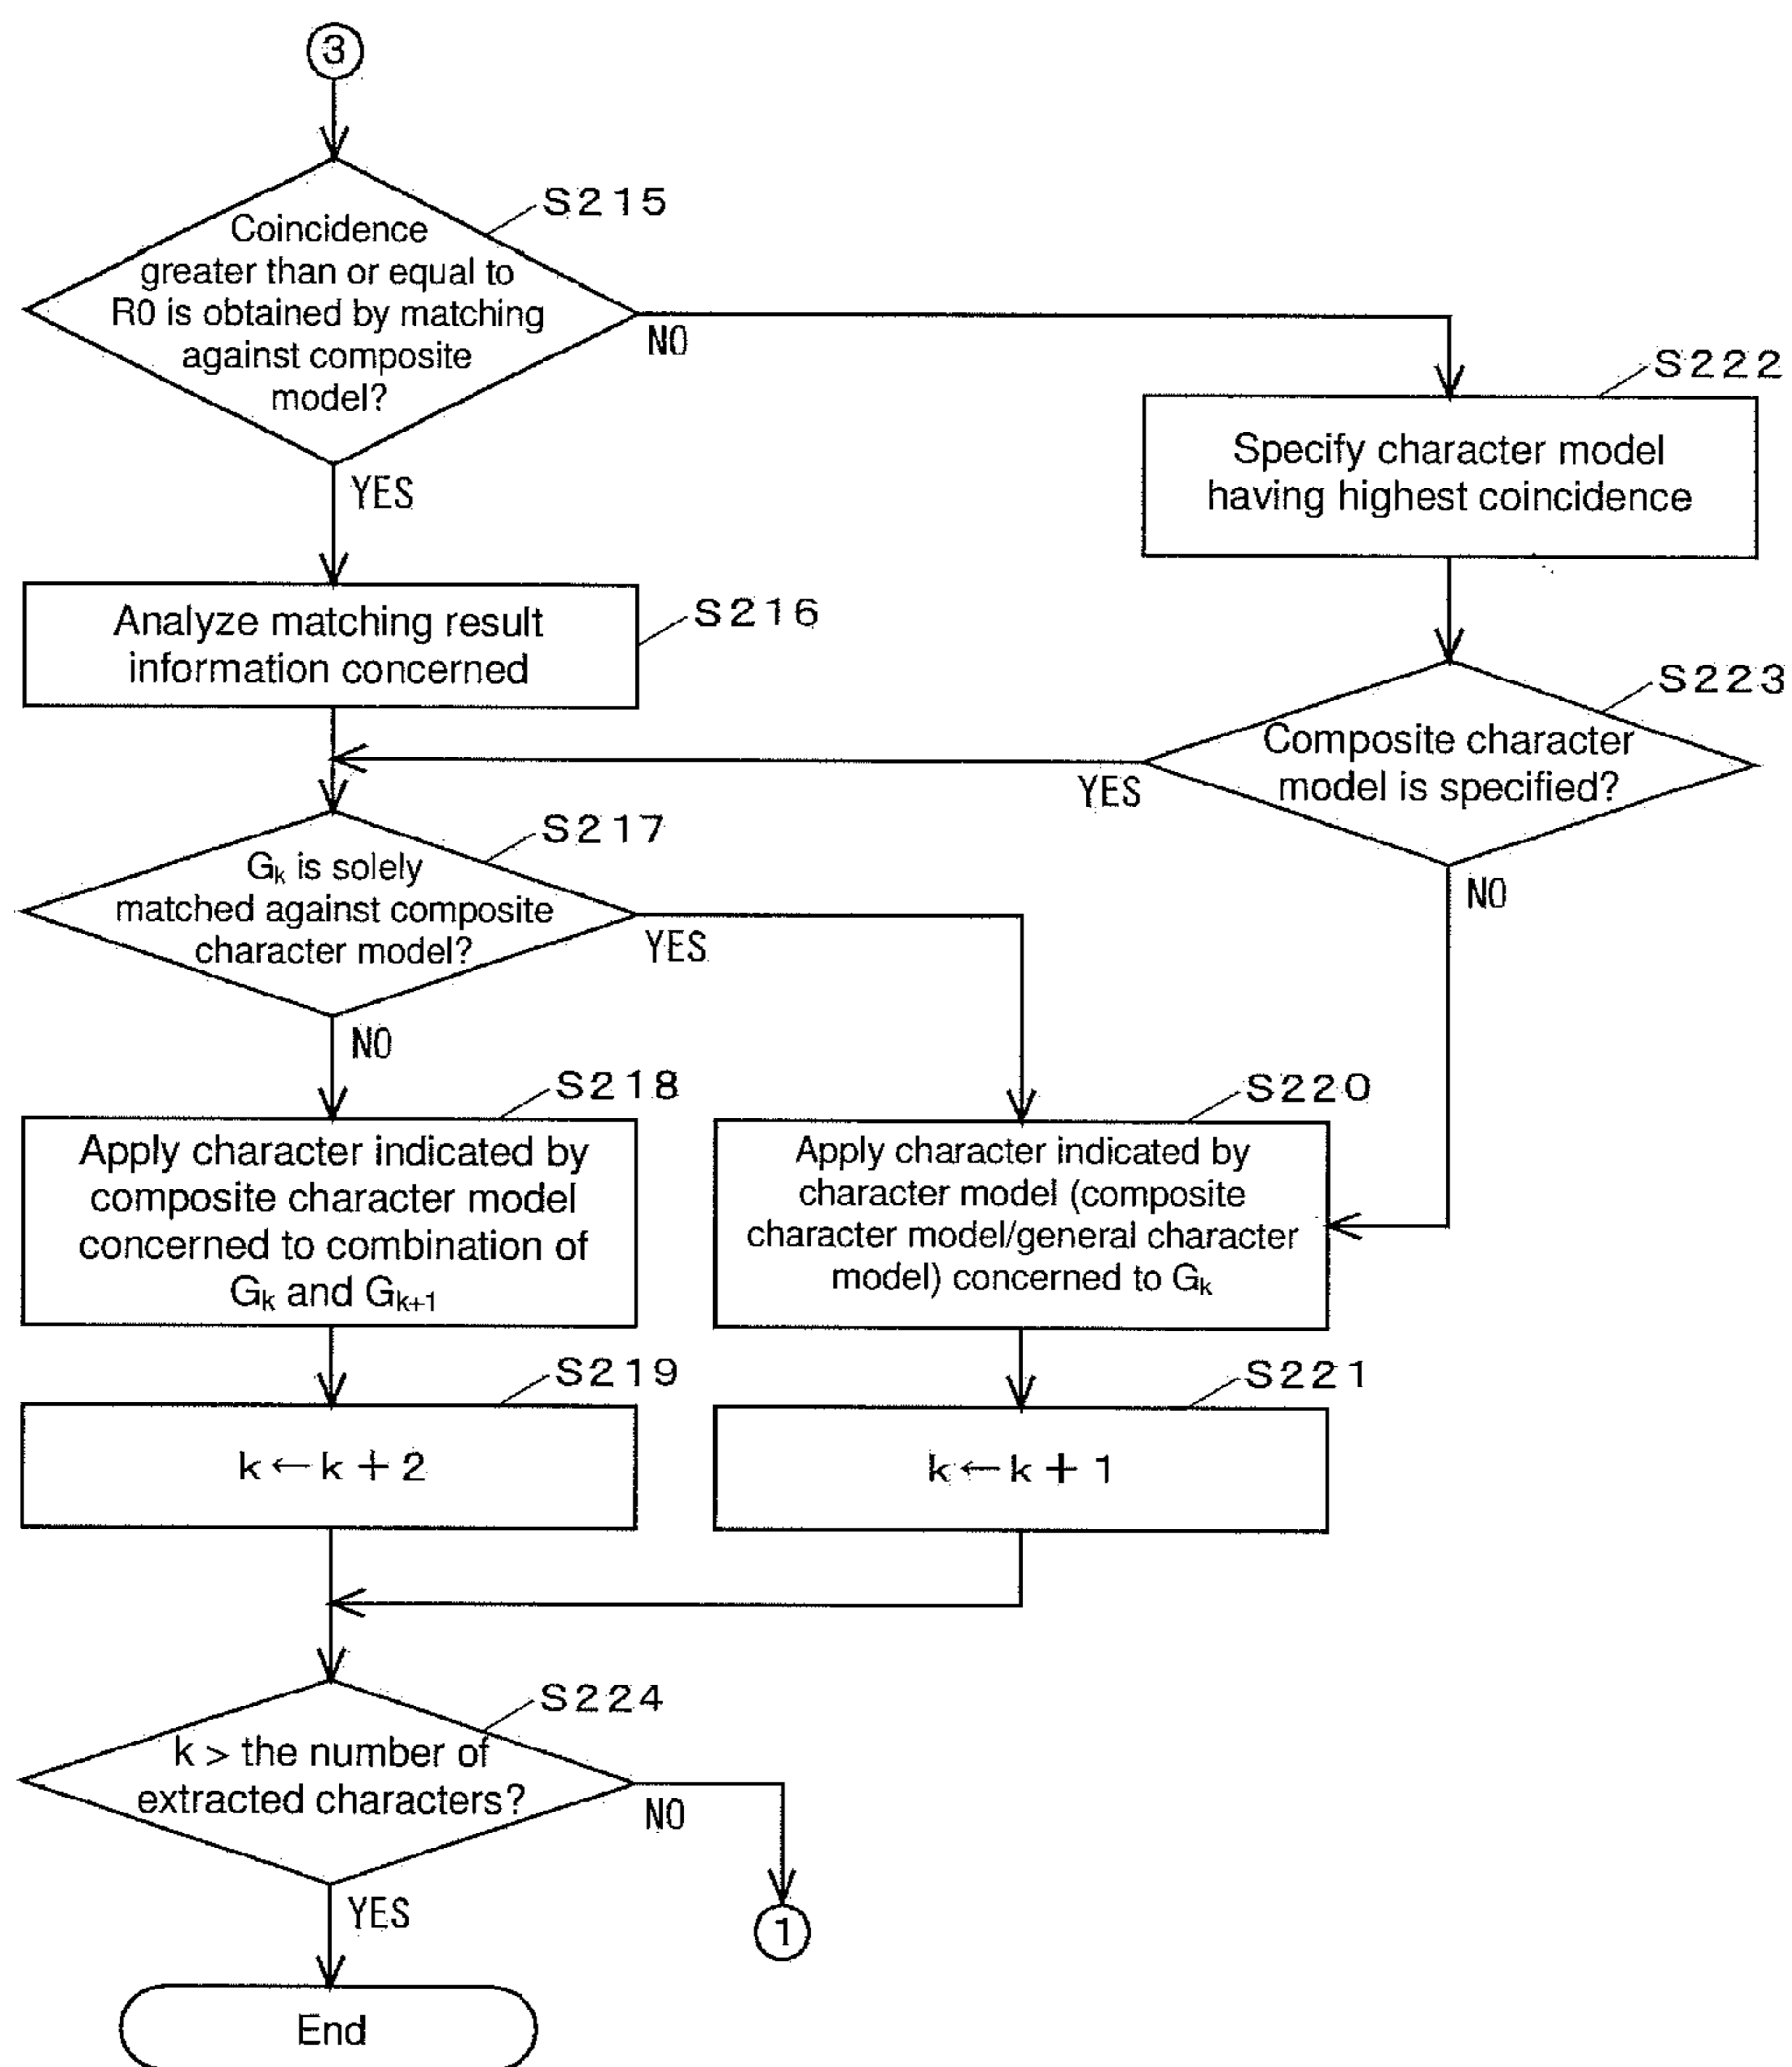 3
S215
Coincidence
greater than or equal to
R0 is obtained by matching
against composite
model?
NO
YES
S222
Specify character model
having highest coincidence
S216
Analyze matching result
information concerned
S223
Composite character
model is specified?
YES
NO
S217
Gk is solely
matched against composite
character model?
YES
NO
S218
Apply character indicated by
composite character model
concerned to combination of
Gk and Gk+1
S220
Apply character indicated by
character model (composite
character model/general character
model) concerned to Gk
S219
k ← k + 2
S221
k ← k + 1
S224
k > the number of
extracted characters?
NO
YES
1
End